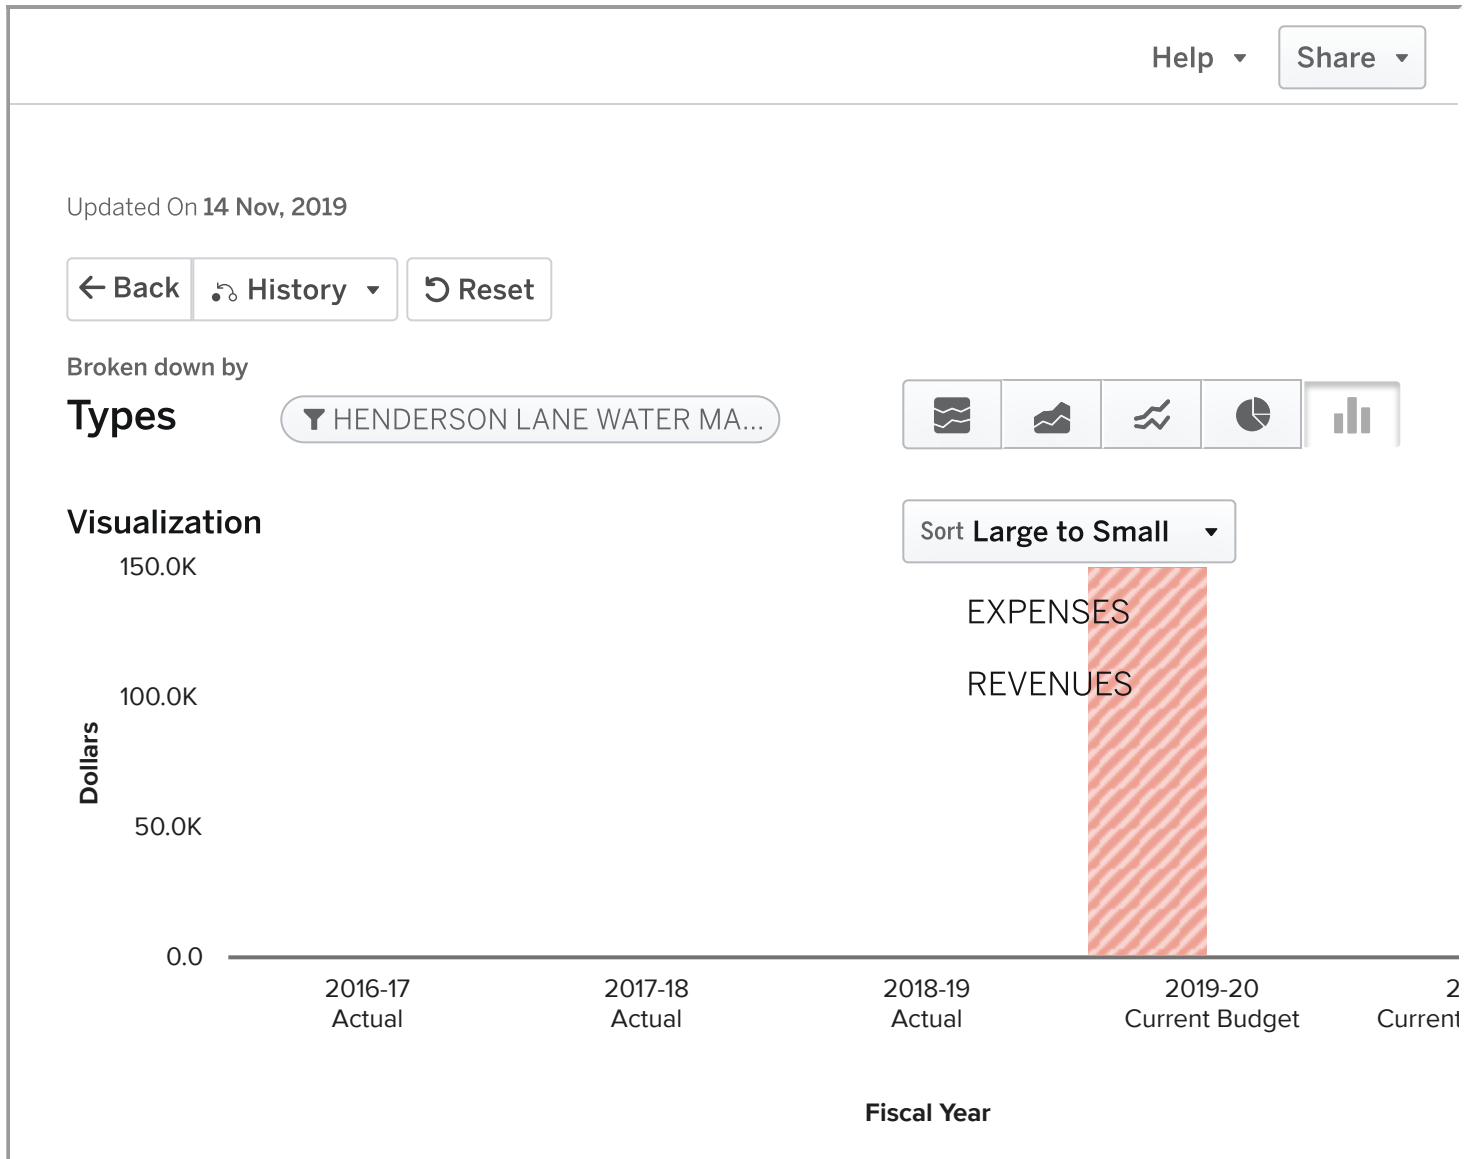 Help
Share
Updated On 14 Nov, 2019
Back
History
Reset
Broken down by
Types
HENDERSON LANE WATER MA...
Visualization
Sort Large to Small
150.0K
EXPENSES
REVENUES
100.0K
Dollars
50.0K
0.0
2016-17
Actual
2017-18
Actual
2018-19
Actual
2019-20
Current Budget
2
Current
Fiscal Year